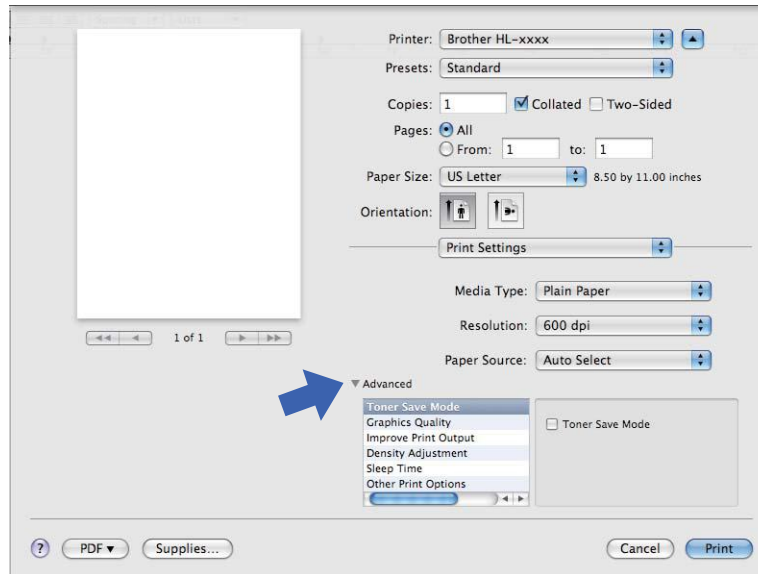 Printer: Brother HL-xxxx
Presets: Standard
Copies: 1 Collated Two-Sided
Pages: All
From: 1 to: 1
Paper Size: US Letter 8.50 by 11.00 inches
Orientation:
Print Settings
Media Type: Plain Paper
Resolution: 600 dpi
Paper Source: Auto Select
1 of 1
Advanced
Toner Save Mode
Graphics Quality
Improve Print Output
Density Adjustment
Sleep Time
Other Print Options
Toner Save Mode
? PDF Supplies... Cancel Print